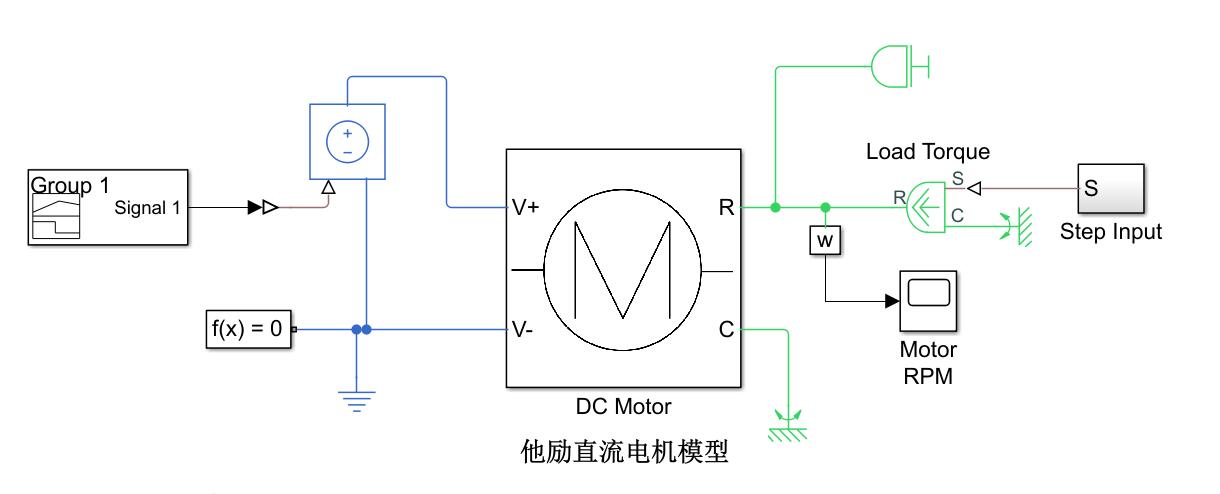 Group 1
Signal 1
+
−
f(x) = 0
V+
V-
R
C
M
DC Motor
他励直流电机模型
w
Motor
RPM
Load Torque
R
S
C
S
Step Input